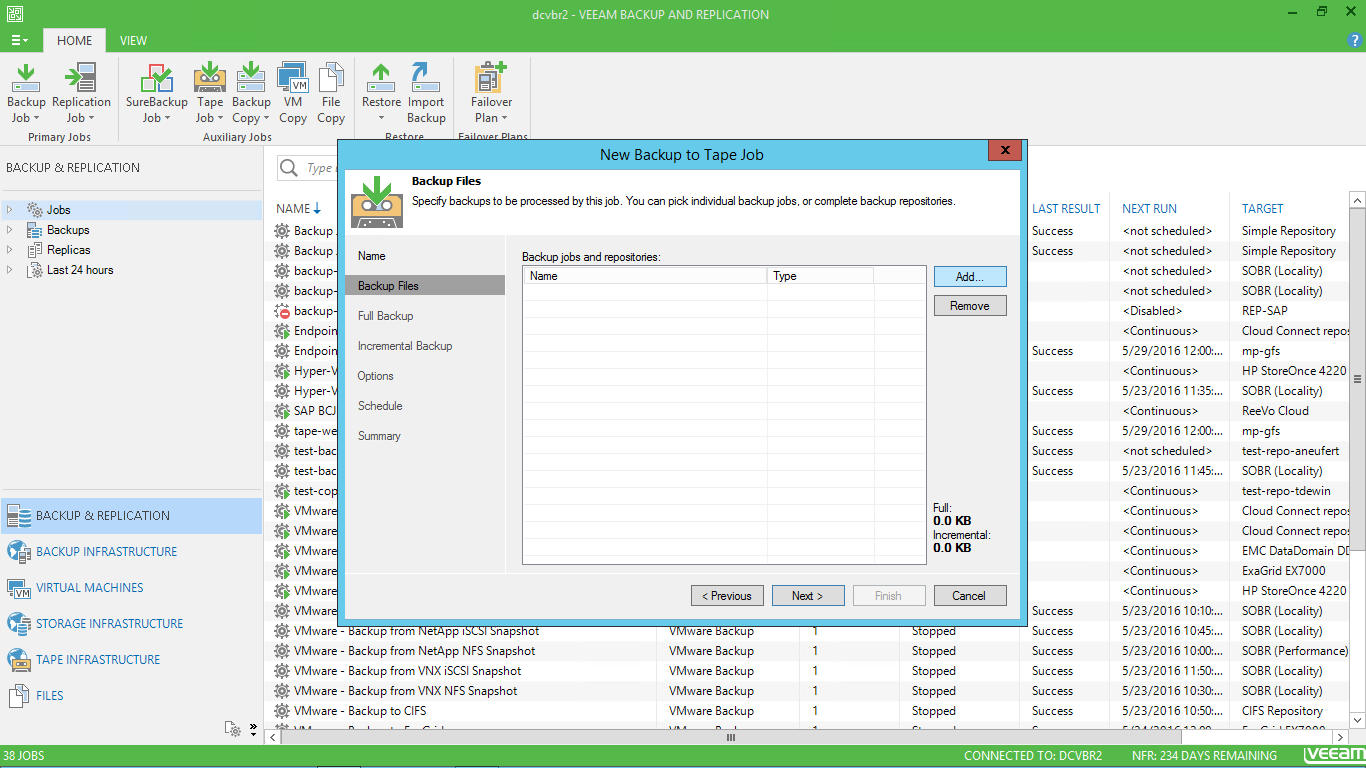 dcvbr2 - VEEAM BACKUP AND REPLICATION
HOME VIEW
Backup Job
Replication Job
SureBackup Job
Tape Job
Backup Copy
VM Copy
File Copy
Restore
Import Backup
Failover Plan
Primary Jobs
Auxiliary Jobs
Restore
Failover Plans
BACKUP & REPLICATION
Jobs
Backups
Replicas
Last 24 hours
BACKUP & REPLICATION
BACKUP INFRASTRUCTURE
VIRTUAL MACHINES
STORAGE INFRASTRUCTURE
TAPE INFRASTRUCTURE
FILES
Type
New Backup to Tape Job
Backup Files
Specify backups to be processed by this job. You can pick individual backup jobs, or complete backup repositories.
Name
Backup Files
Full Backup
Incremental Backup
Options
Schedule
Summary
Backup jobs and repositories:
Name Type
Add...
Remove
Full:
0.0 KB
Incremental:
0.0 KB
< Previous Next > Finish Cancel
NAME LAST RESULT NEXT RUN TARGET
Backup Success <not scheduled> Simple Repository
Backup Success <not scheduled> Simple Repository
backup- <not scheduled> SOBR (Locality)
backup- <not scheduled> SOBR (Locality)
backup- <Disabled> REP-SAP
Endpoin <Continuous> Cloud Connect repos
Endpoin Success 5/29/2016 12:00:... mp-gfs
Hyper-V <Continuous> HP StoreOnce 4220
Hyper-V Success 5/23/2016 11:35:... SOBR (Locality)
SAP BCJ <Continuous> ReeVo Cloud
tape-we Success 5/29/2016 12:00:... mp-gfs
test-bac Success <not scheduled> test-repo-aneufert
test-bac Success 5/23/2016 11:45:... SOBR (Locality)
test-cop <Continuous> test-repo-tdewin
VMware <Continuous> Cloud Connect repos
VMware <Continuous> Cloud Connect repos
VMware <Continuous> EMC DataDomain DD
VMware <Continuous> ExaGrid EX7000
VMware <Continuous> HP StoreOnce 4220
VMware Success 5/23/2016 10:10:... SOBR (Locality)
VMware - Backup from NetApp iSCSI Snapshot VMware Backup 1 Stopped Success 5/23/2016 10:45:... SOBR (Locality)
VMware - Backup from NetApp NFS Snapshot VMware Backup 1 Stopped Success 5/23/2016 10:00:... SOBR (Performance)
VMware - Backup from VNX iSCSI Snapshot VMware Backup 1 Stopped Success 5/23/2016 11:50:... SOBR (Locality)
VMware - Backup from VNX NFS Snapshot VMware Backup 1 Stopped Success 5/23/2016 10:30:... SOBR (Locality)
VMware - Backup to CIFS VMware Backup 1 Stopped Success 5/23/2016 10:50:... CIFS Repository
38 JOBS CONNECTED TO: DCVBR2 NFR: 234 DAYS REMAINING veeam